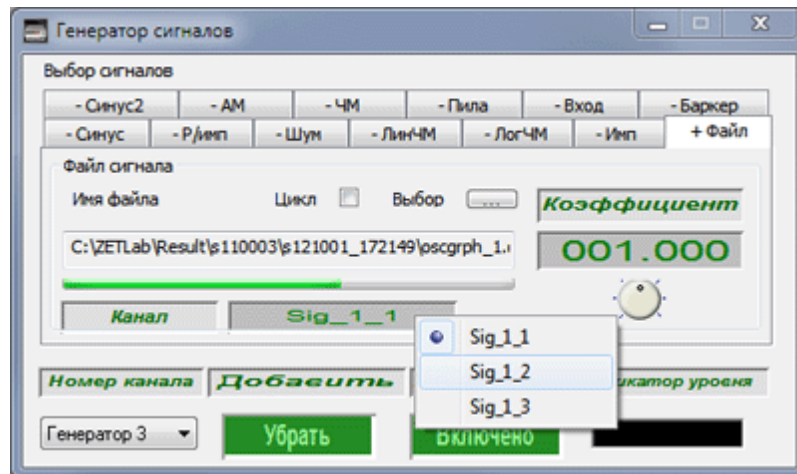 Генератор сигналов
Выбор сигналов
- Синус2 - АМ - ЧМ - Пила - Вход - Баркер
- Синус - Р/имп - Шум - ЛинЧМ - ЛогЧМ - Имп + Файл
Файл сигнала
Имя файла Цикл Выбор ... Коэффициент
C:\ZETLab\Result\s110003\s121001_172149\oscgrph_1. 001.000
Канал Sig_1_1
Sig_1_1
Sig_1_2
Sig_1_3
Номер канала Добавить уровня
Генератор 3 Убрать Включено